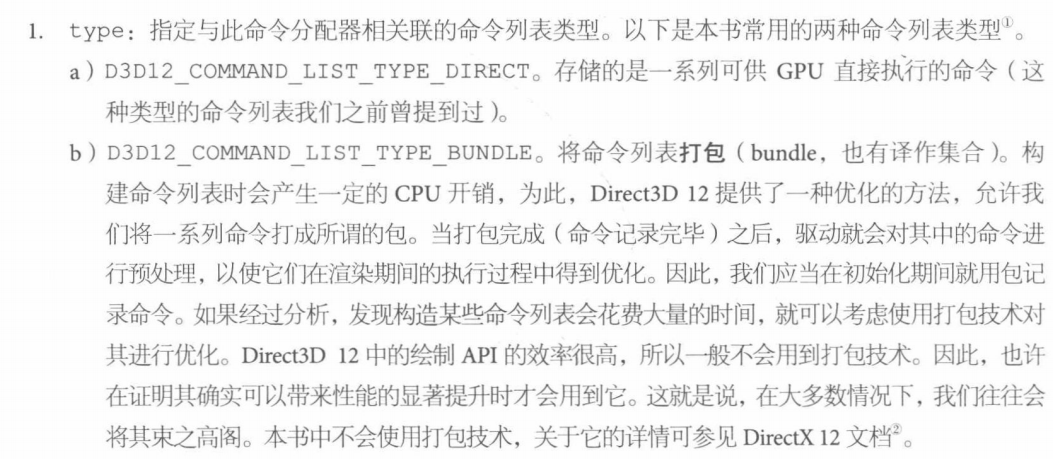 1. type：指定与此命令分配器相关联的命令列表类型。以下是本书常用的两种命令列表类型①。
a）D3D12_COMMAND_LIST_TYPE_DIRECT。存储的是一系列可供 GPU 直接执行的命令（这
种类型的命令列表我们之前曾提到过）。
b）D3D12_COMMAND_LIST_TYPE_BUNDLE。将命令列表打包（bundle，也有译作集合）。构
建命令列表时会产生一定的 CPU 开销，为此，Direct3D 12 提供了一种优化的方法，允许我
们将一系列命令打成所谓的包。当打包完成（命令记录完毕）之后，驱动就会对其中的命令进
行预处理，以使它们在渲染期间的执行过程中得到优化。因此，我们应当在初始化期间就用包记
录命令。如果经过分析，发现构造某些命令列表会花费大量的时间，就可以考虑使用打包技术对
其进行优化。Direct3D 12 中的绘制 API 的效率很高，所以一般不会用到打包技术。因此，也许
在证明其确实可以带来性能的显著提升时才会用到它。这就是说，在大多数情况下，我们往往会
将其束之高阁。本书中不会使用打包技术，关于它的详情可参见 DirectX 12 文档②。